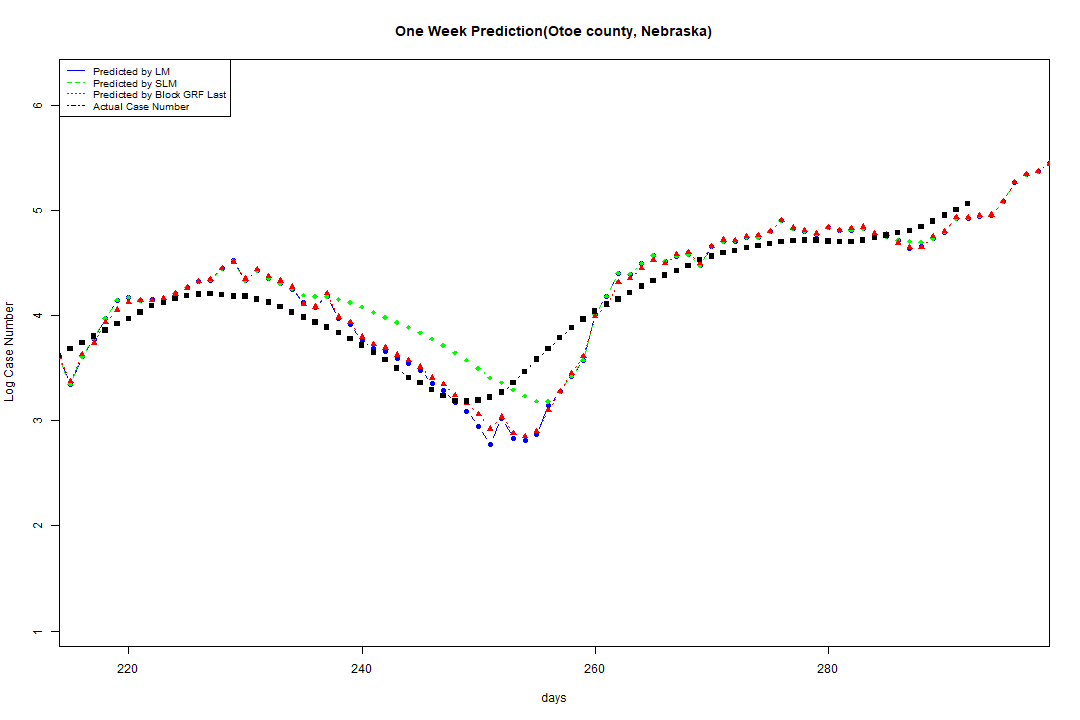 One Week Prediction(Otoe county, Nebraska)
Predicted by LM
Predicted by SLM
Predicted by Block GRF Last
Actual Case Number
6
5
4
3
2
1
Log Case Number
220 240 260 280
days